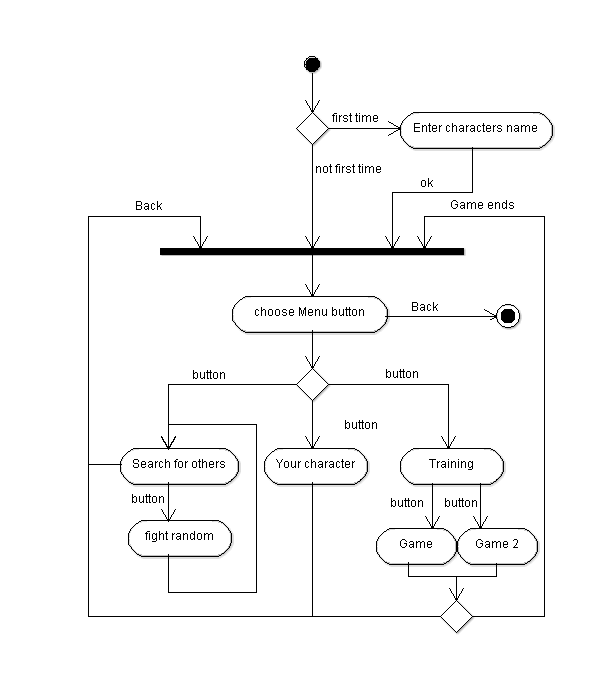 first time
Enter characters name
not first time
ok
Back
Game ends
choose Menu button
Back
button
button
button
Search for others
Your character
Training
button
button
button
fight random
Game
Game 2